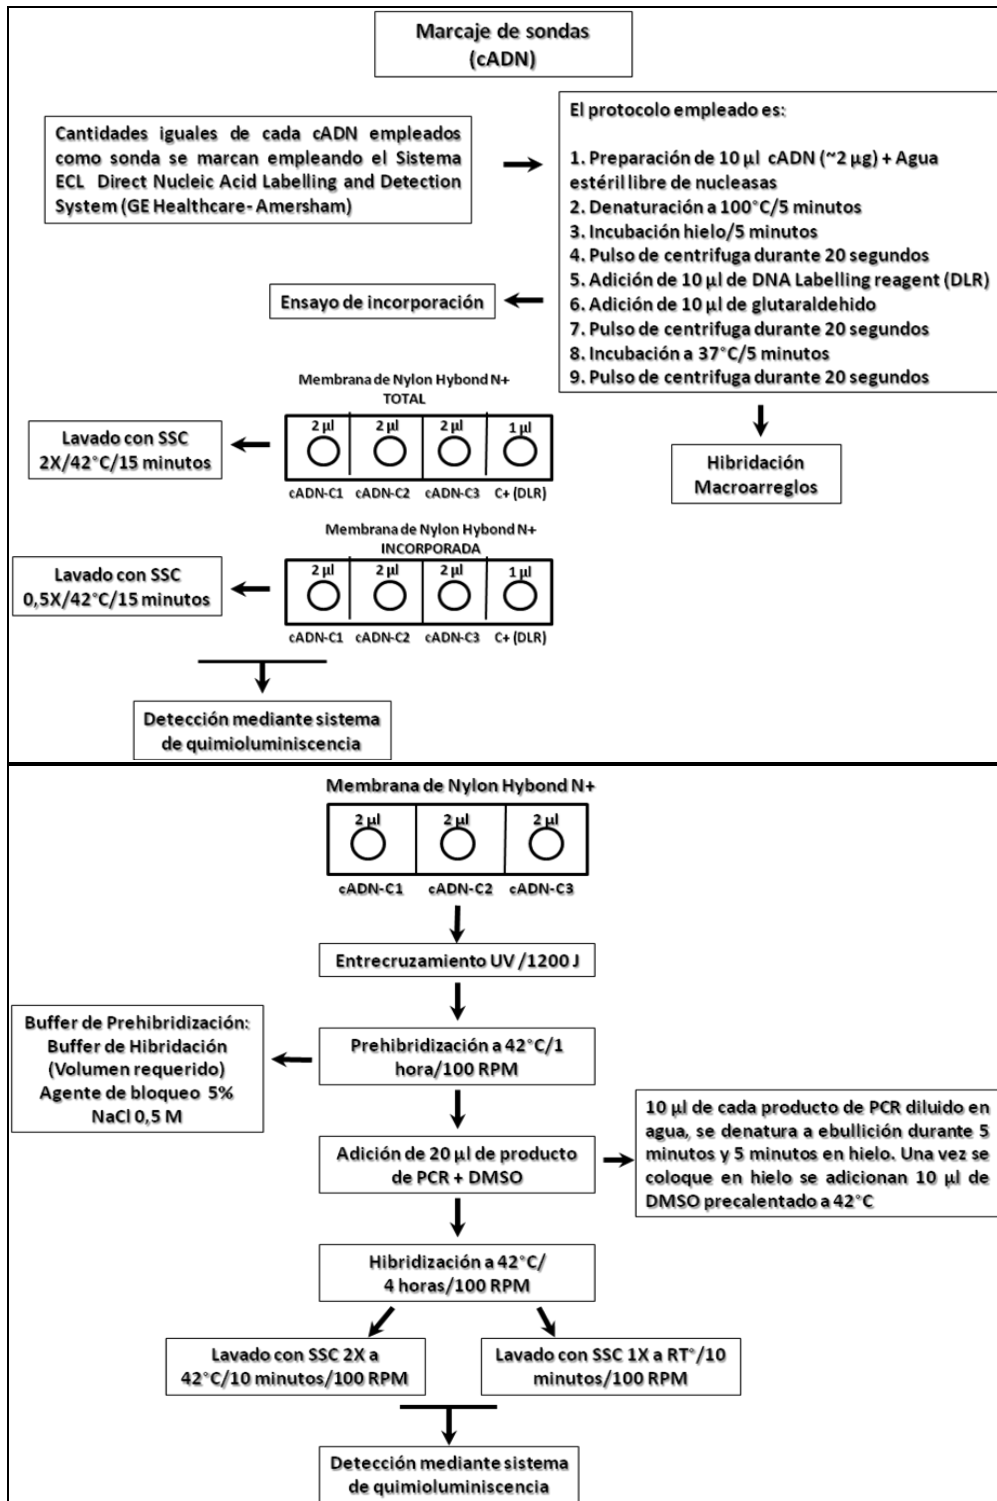 Marcaje de sondas
(cADN)
Cantidades iguales de cada cADN empleados
como sonda se marcan empleando el Sistema
ECL Direct Nucleic Acid Labelling and Detection
System (GE Healthcare- Amersham)
El protocolo empleado es:
1. Preparación de 10 µl cADN (~2 µg) + Agua
estéril libre de nucleasas
2. Denaturación a 100°C/5 minutos
3. Incubación hielo/5 minutos
4. Pulso de centrifuga durante 20 segundos
5. Adición de 10 µl de DNA Labelling reagent (DLR)
6. Adición de 10 µl de glutaraldehido
7. Pulso de centrifuga durante 20 segundos
8. Incubación a 37°C/5 minutos
9. Pulso de centrifuga durante 20 segundos
Ensayo de incorporación
Hibridación
Macroarreglos
Membrana de Nylon Hybond N+
TOTAL
2 µl 2 µl 2 µl 1 µl
cADN-C1 cADN-C2 cADN-C3 C+ (DLR)
Lavado con SSC
2X/42°C/15 minutos
Membrana de Nylon Hybond N+
INCORPORADA
2 µl 2 µl 2 µl 1 µl
cADN-C1 cADN-C2 cADN-C3 C+ (DLR)
Lavado con SSC
0,5X/42°C/15 minutos
Detección mediante sistema
de quimioluminiscencia
Membrana de Nylon Hybond N+
2 µl 2 µl 2 µl
cADN-C1 cADN-C2 cADN-C3
Entrecruzamiento UV /1200 J
Prehibridización a 42°C/1
hora/100 RPM
Buffer de Prehibridización:
Buffer de Hibridación
(Volumen requerido)
Agente de bloqueo 5%
NaCl 0,5 M
Adición de 20 µl de producto
de PCR + DMSO
10 µl de cada producto de PCR diluido en
agua, se denatura a ebullición durante 5
minutos y 5 minutos en hielo. Una vez se
coloque en hielo se adicionan 10 µl de
DMSO precalentado a 42°C
Hibridización a 42°C/
4 horas/100 RPM
Lavado con SSC 2X a
42°C/10 minutos/100 RPM
Lavado con SSC 1X a RT°/10
minutos/100 RPM
Detección mediante sistema
de quimioluminiscencia